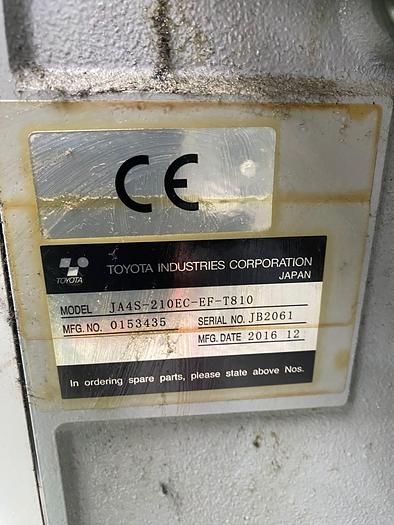 CE
TOYOTA
TOYOTA INDUSTRIES CORPORATION
JAPAN
MODEL JA4S-210EC-EF-T810
MFG. NO. 0153435 SERIAL NO. JB2061
MFG. DATE 2016 12
In ordering spare parts, please state above Nos.